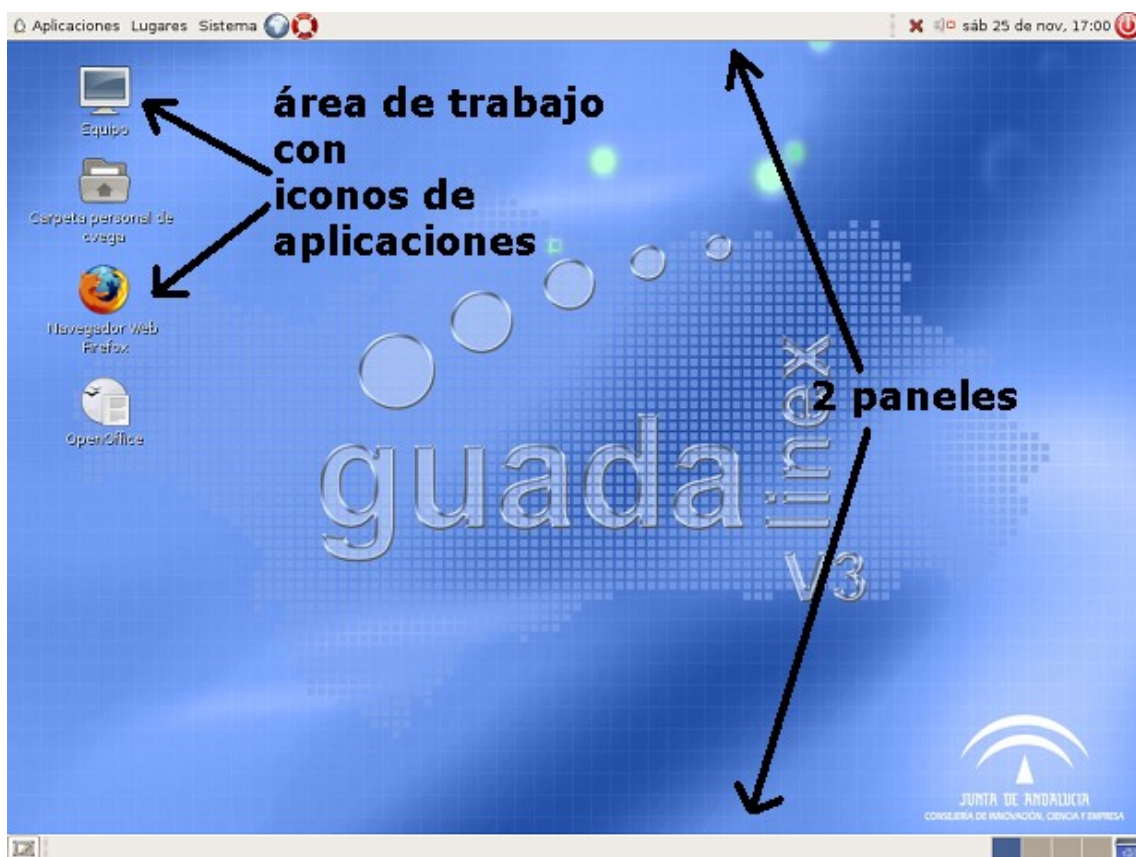 Aplicaciones Lugares Sistema
sáb 25 de nov, 17:00
área de trabajo
con
iconos de
aplicaciones
Equipo
Carpeta personal de
cvega
Navegador Web
Firefox
OpenOffice
2 paneles
guada
linex
V3
JUNTA DE ANDALUCIA
CONSEJERÍA DE INNOVACIÓN, CIENCIA Y EMPRESA